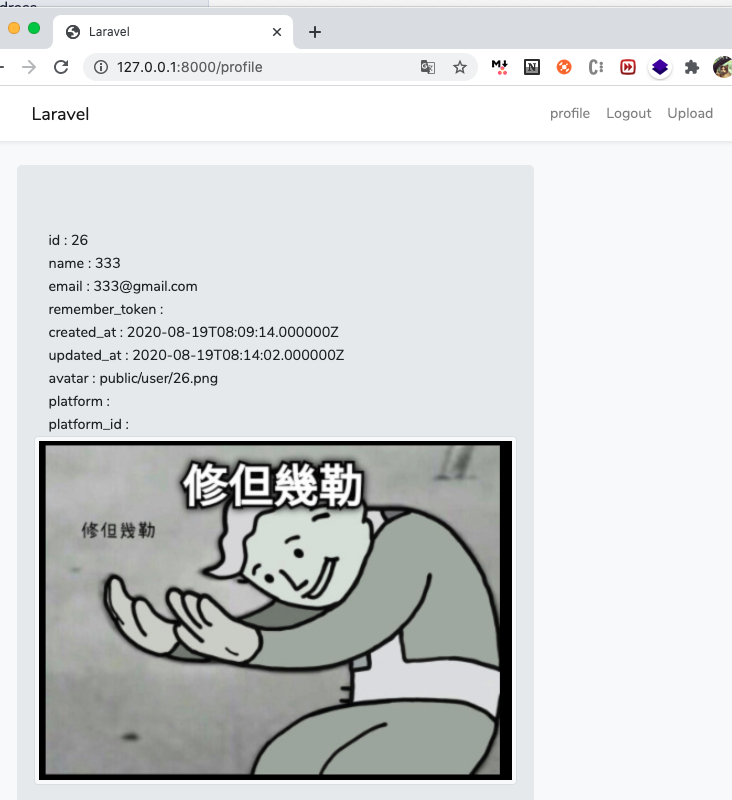 Laravel
127.0.0.1:8000/profile
Laravel
profile Logout Upload
id : 26
name : 333
email : 333@gmail.com
remember_token :
created_at : 2020-08-19T08:09:14.000000Z
updated_at : 2020-08-19T08:14:02.000000Z
avatar : public/user/26.png
platform :
platform_id :
修但幾勒
修但幾勒